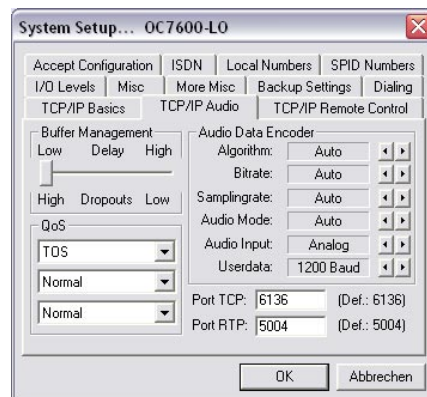 System Setup... OC7600-LO
Accept Configuration ISDN Local Numbers SPID Numbers
I/O Levels Misc More Misc Backup Settings Dialing
TCP/IP Basics TCP/IP Audio TCP/IP Remote Control
Buffer Management
Low Delay High
High Dropouts Low
QoS
TOS
Normal
Normal
Audio Data Encoder
Algorithm: Auto
Bitrate: Auto
Samplingrate: Auto
Audio Mode: Auto
Audio Input: Analog
Userdata: 1200 Baud
Port TCP: 6136 (Def.: 6136)
Port RTP: 5004 (Def.: 5004)
OK Abbrechen